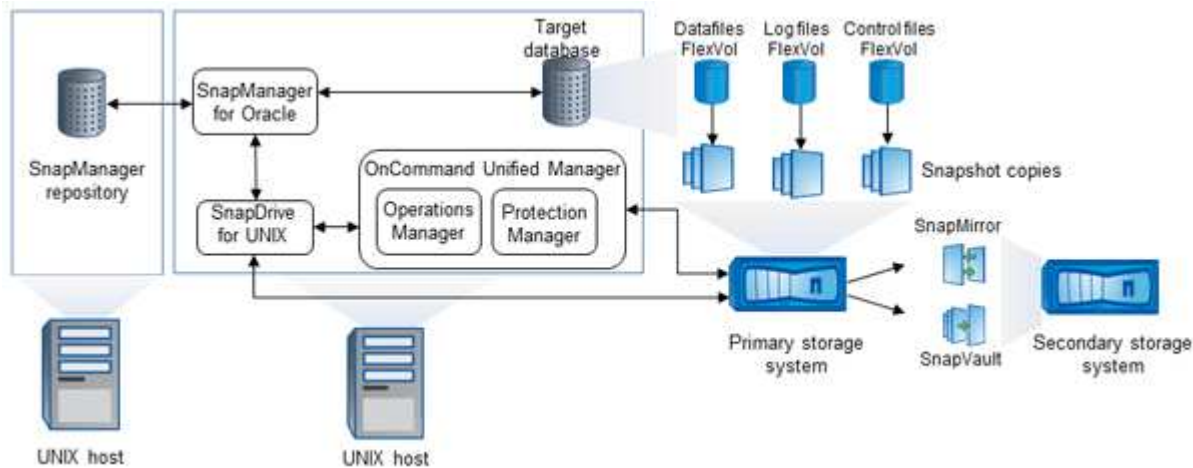 Target
database
Datafiles
FlexVol
Log files
FlexVol
Control files
FlexVol
SnapManager
for Oracle
SnapManager
repository
OnCommand Unified Manager
Operations
Manager
Protection
Manager
SnapDrive
for UNIX
Snapshot copies
SnapMirror
SnapVault
Primary storage
system
Secondary storage
system
UNIX host
UNIX host